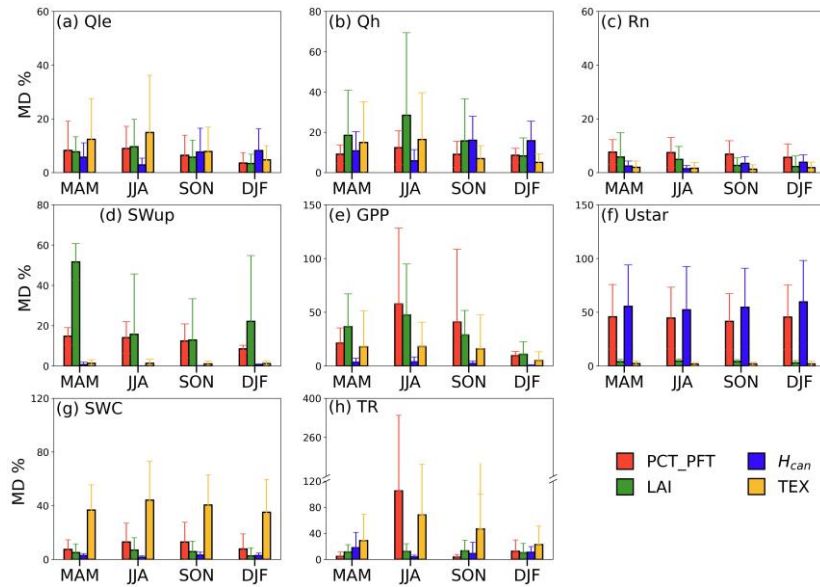 (a) Qle
(b) Qh
(c) Rn
MD %
60
40
20
0
MAM JJA SON DJF
80
60
40
20
0
MAM JJA SON DJF
60
40
20
0
MAM JJA SON DJF
(d) SWup
(e) GPP
(f) Ustar
MD %
80
60
40
20
0
MAM JJA SON DJF
150
100
50
0
MAM JJA SON DJF
150
100
50
0
MAM JJA SON DJF
(g) SWC
(h) TR
MD %
120
80
40
0
MAM JJA SON DJF
400
260
120
80
40
0
MAM JJA SON DJF
PCT_PFT
H_can
LAI
TEX